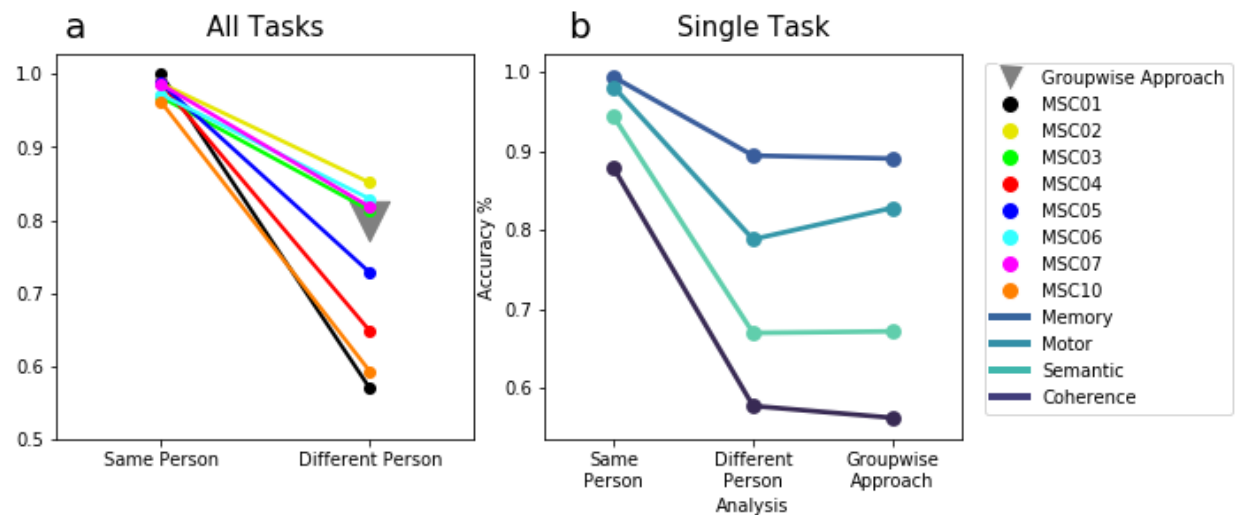 a
All Tasks
1.0
0.9
0.8
0.7
0.6
0.5
Same Person
Different Person
b
Single Task
Accuracy %
1.0
0.9
0.8
0.7
0.6
Same
Person
Different
Person
Groupwise
Approach
Analysis
Groupwise Approach
MSC01
MSC02
MSC03
MSC04
MSC05
MSC06
MSC07
MSC10
Memory
Motor
Semantic
Coherence